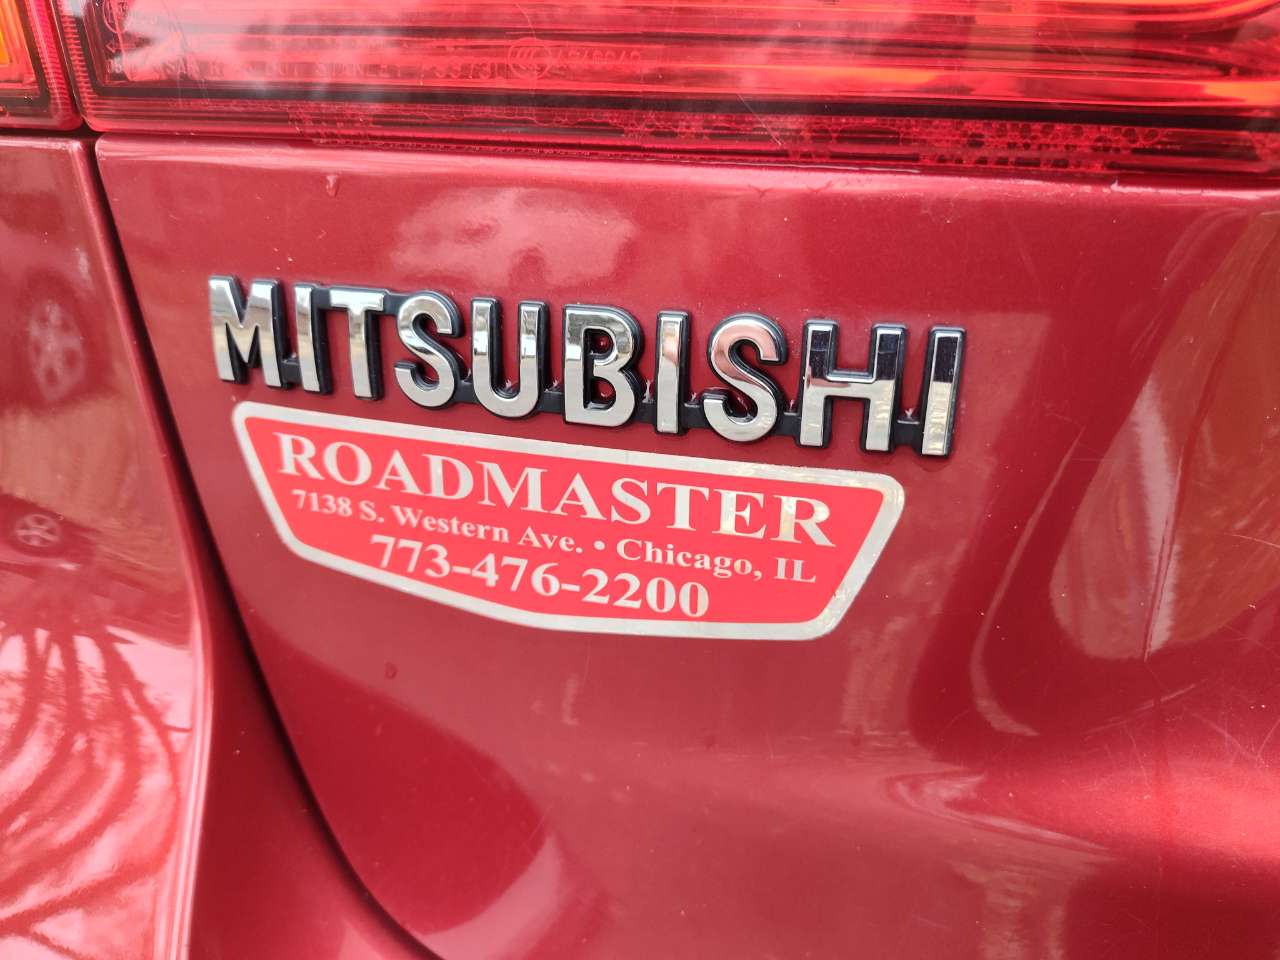 MITSUBISHI
ROADMASTER
7138 S. Western Ave. • Chicago, IL
773-476-2200